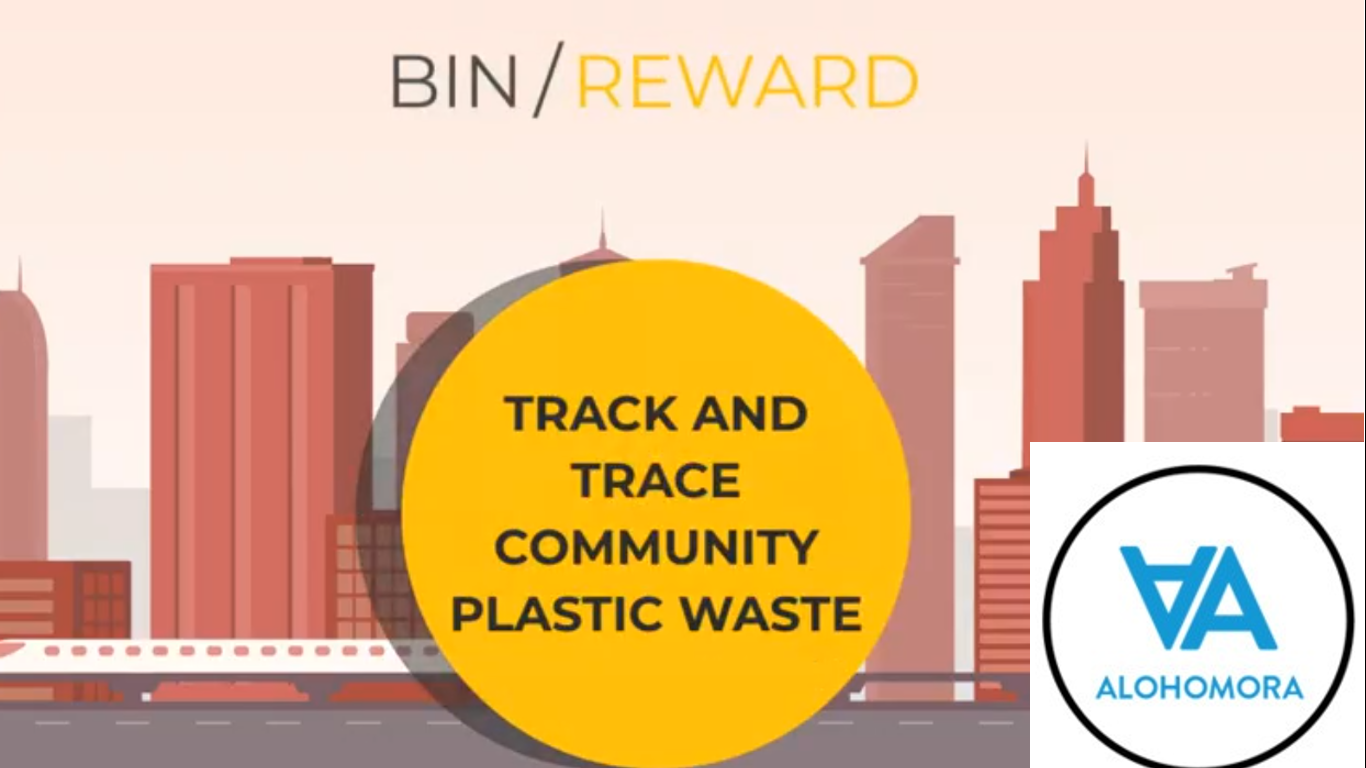 BIN/REWARD
TRACK AND
TRACE
COMMUNITY
PLASTIC WASTE
ALOHOMORA